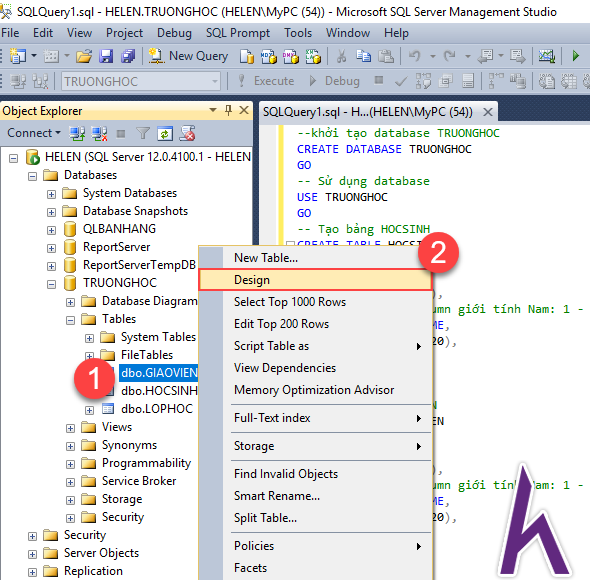 SQLQuery1.sql - HELEN.TRUONGHOC (HELEN\MyPC (54)) - Microsoft SQL Server Management Studio
File Edit View Project Debug SQL Prompt Tools Window Help
New Query
TRUONGHOC Execute Debug
Object Explorer
Connect
HELEN (SQL Server 12.0.4100.1 - HELEN
Databases
System Databases
Database Snapshots
QLBANHANG
ReportServer
ReportServerTempDB
TRUONGHOC
Database Diagram
Tables
System Tables
FileTables
1
dbo.GIAOVIEN
dbo.HOCSINH
dbo.LOPHOC
Views
Synonyms
Programmability
Service Broker
Storage
Security
Security
Server Objects
Replication
SQLQuery1.sql - H...(HELEN\MyPC (54))
--khởi tạo database TRUONGHOC
CREATE DATABASE TRUONGHOC
GO
-- Sử dụng database
USE TRUONGHOC
GO
-- Tạo bảng HOCSINH
CREATE TABLE HOCSI
),
umn giới tính Nam: 1 -
ME,
20),
N
EN
),
umn giới tính Nam: 1 -
ME,
20),
2
New Table...
Design
Select Top 1000 Rows
Edit Top 200 Rows
Script Table as
View Dependencies
Memory Optimization Advisor
Full-Text index
Storage
Find Invalid Objects
Smart Rename...
Split Table...
Policies
Facets